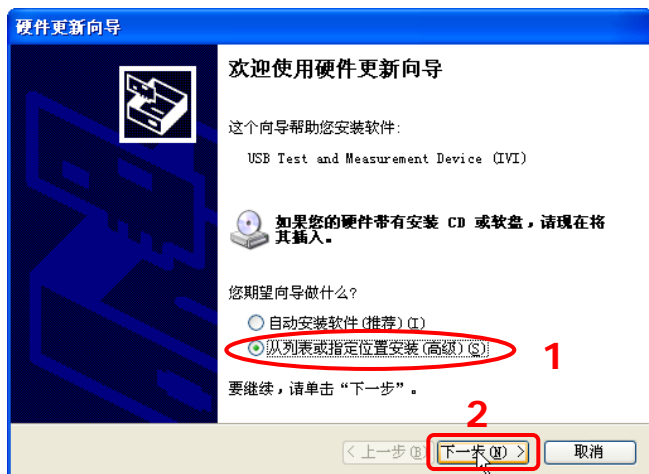 硬件更新向导
欢迎使用硬件更新向导
这个向导帮助您安装软件:
USB Test and Measurement Device (IVI)
如果您的硬件带有安装 CD 或软盘，请现在将
其插入。
您期望向导做什么?
自动安装软件(推荐)(I)
从列表或指定位置安装(高级)(S)
1
要继续，请单击“下一步”。
2
< 上一步(B)
下一步(N) >
取消